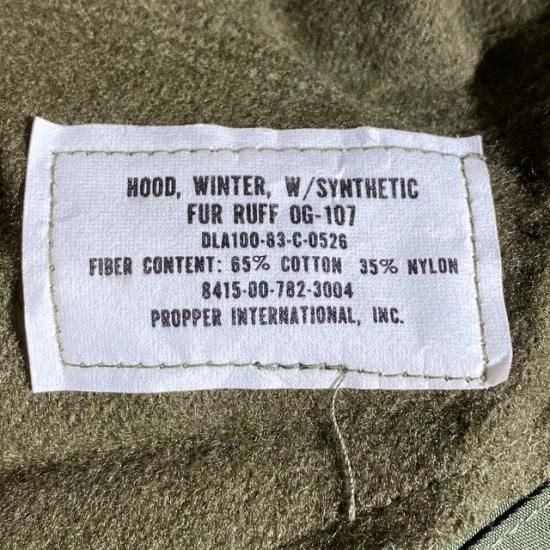 HOOD, WINTER, W/SYNTHETIC
FUR RUFF OG-107
DLA100-83-C-0526
FIBER CONTENT: 65% COTTON 35% NYLON
8415-00-782-3004
PROPPER INTERNATIONAL, INC.